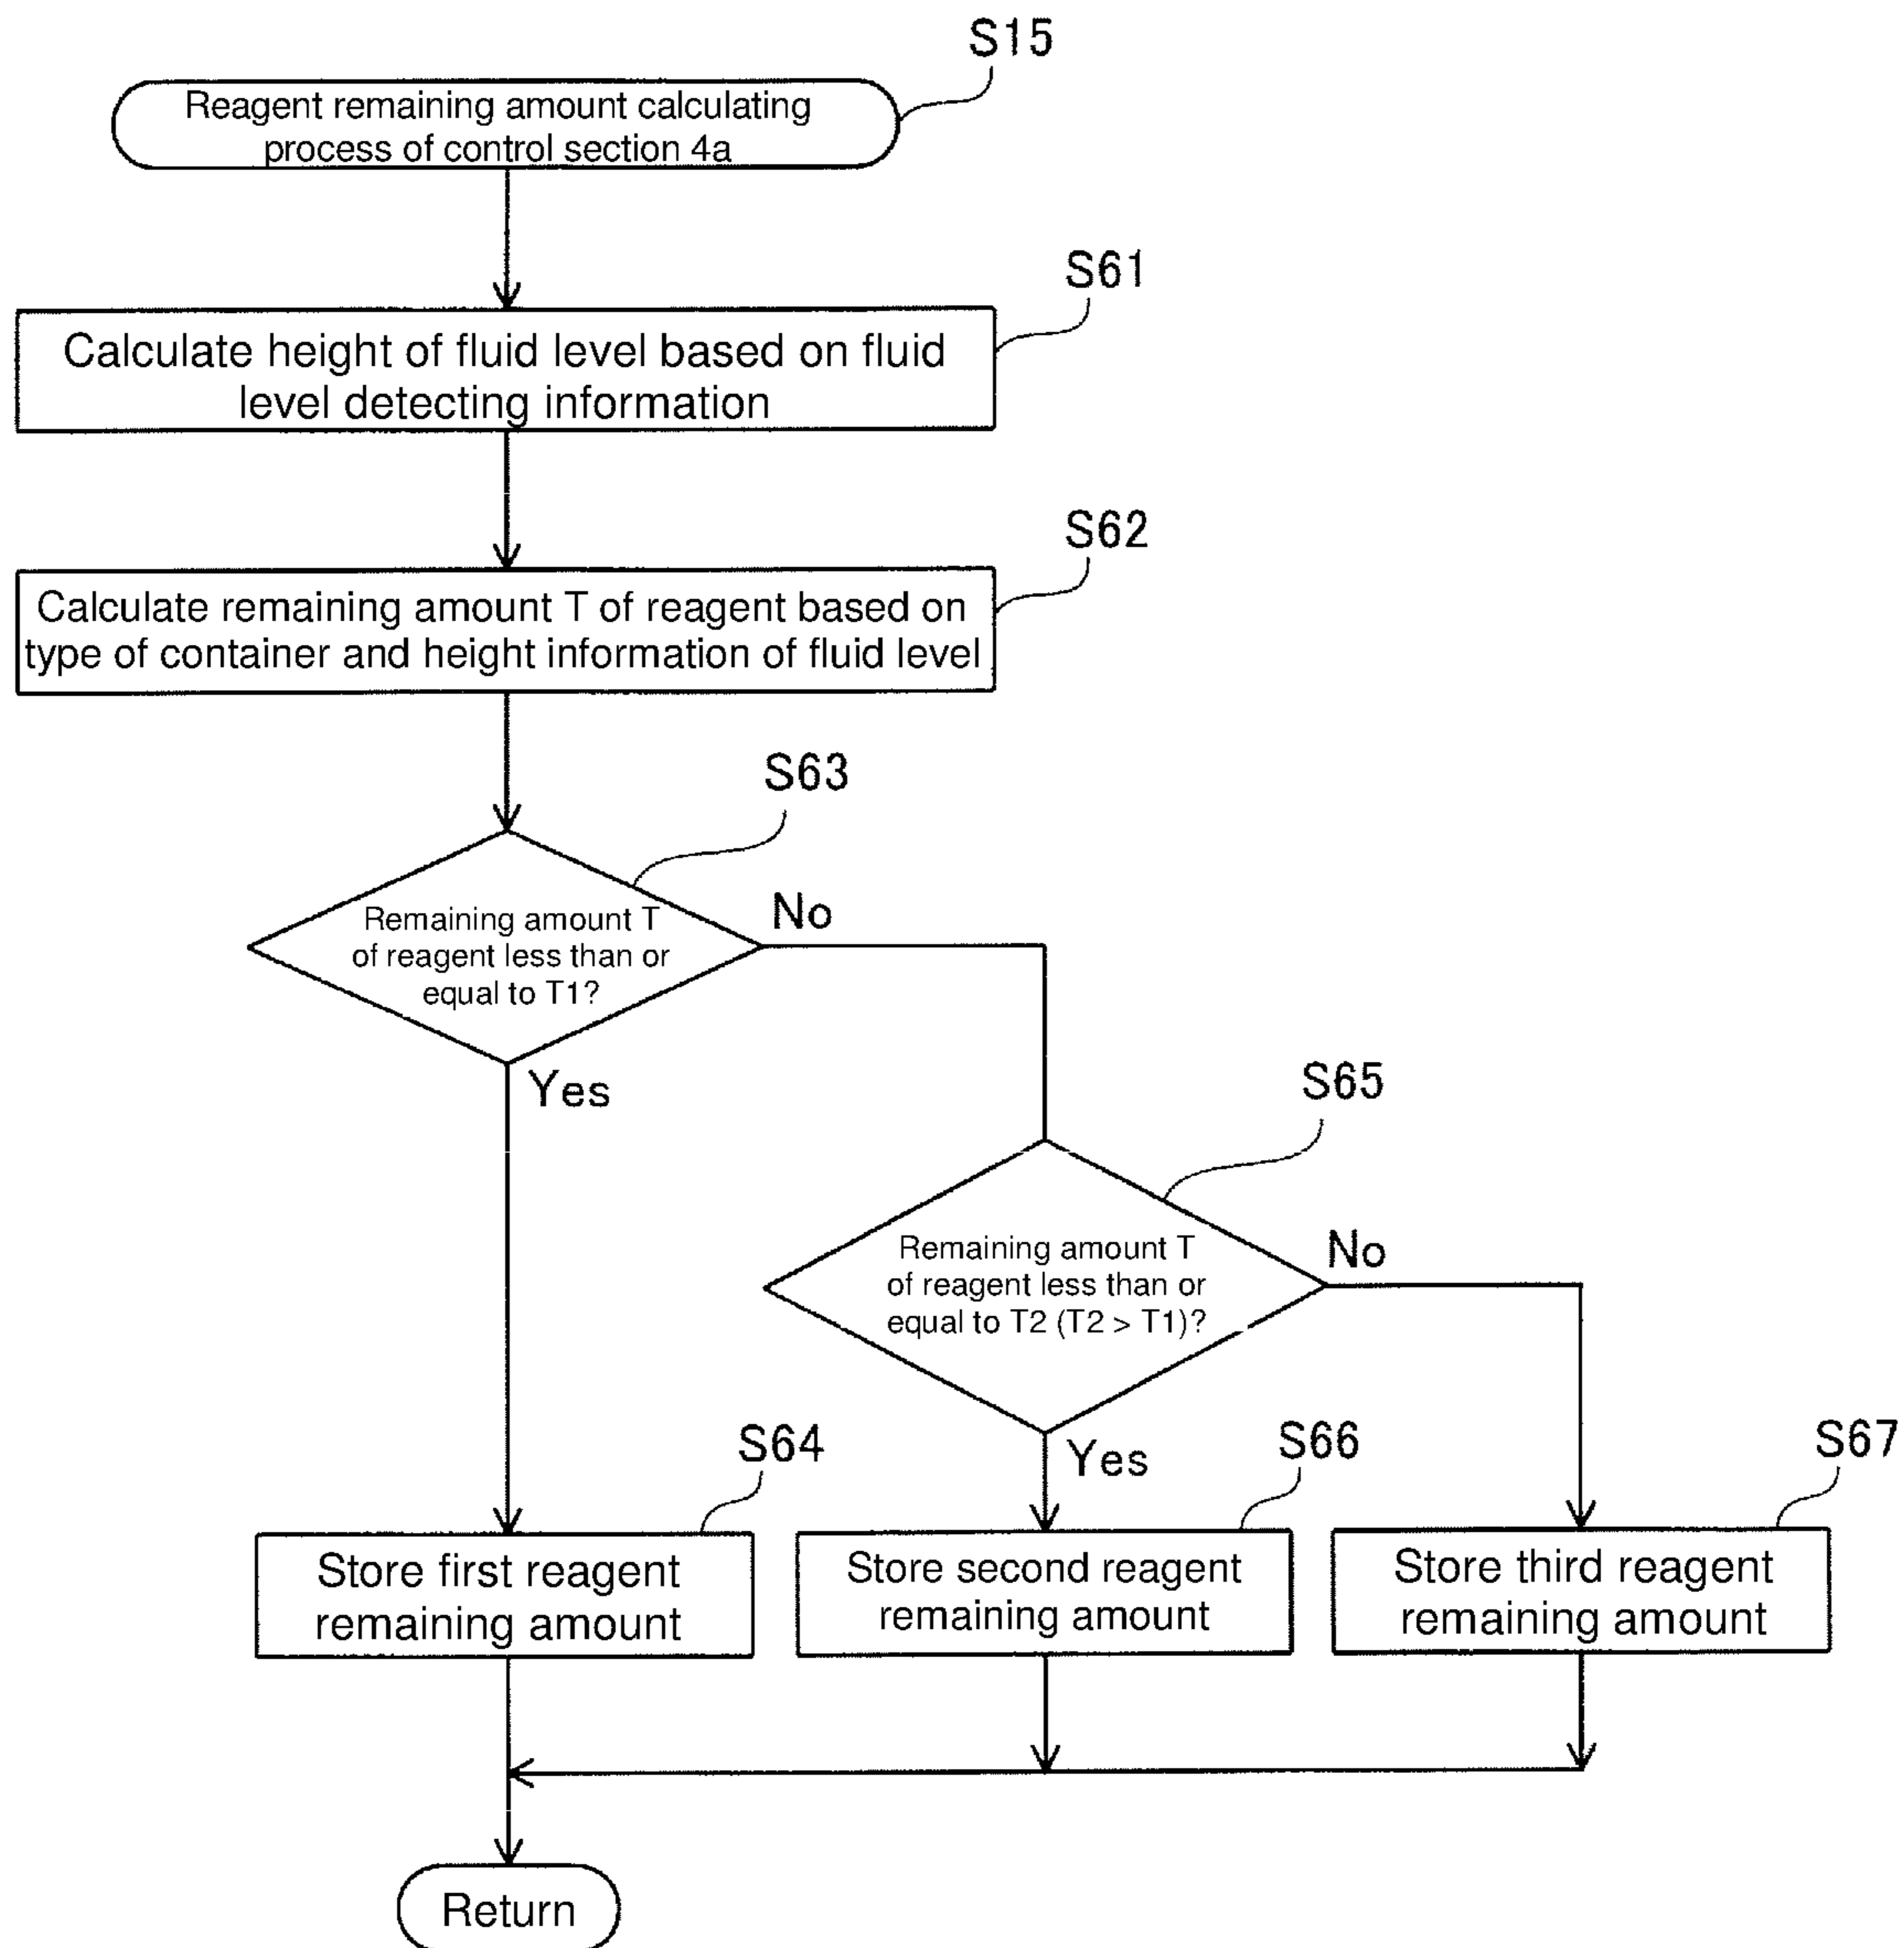 S15
Reagent remaining amount calculating
process of control section 4a
S61
Calculate height of fluid level based on fluid
level detecting information
S62
Calculate remaining amount T of reagent based on
type of container and height information of fluid level
S63
Remaining amount T
of reagent less than or
equal to T1?
No
Yes
S65
Remaining amount T
of reagent less than or
equal to T2 (T2 > T1)?
No
Yes
S64
Store first reagent
remaining amount
S66
Store second reagent
remaining amount
S67
Store third reagent
remaining amount
Return